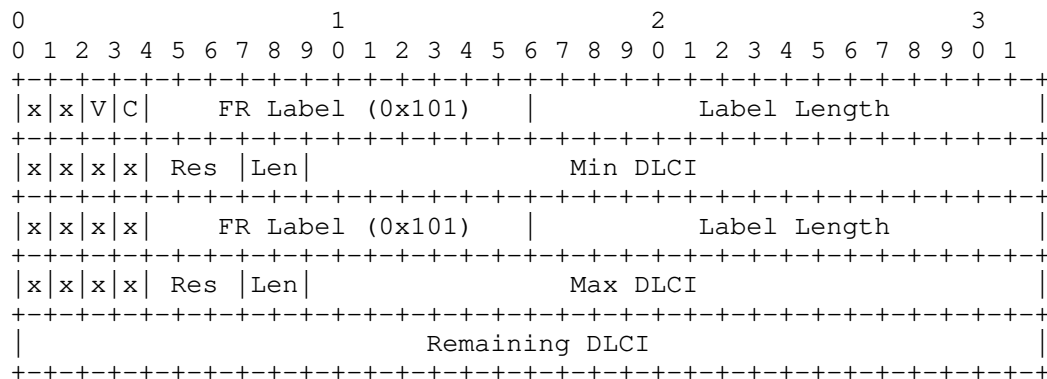 0                   1                   2                   3
 0 1 2 3 4 5 6 7 8 9 0 1 2 3 4 5 6 7 8 9 0 1 2 3 4 5 6 7 8 9 0 1
+-+-+-+-+-+-+-+-+-+-+-+-+-+-+-+-+-+-+-+-+-+-+-+-+-+-+-+-+-+-+-+-+
|x|x|V|C|    FR Label (0x101)   |         Label Length          |
+-+-+-+-+-+-+-+-+-+-+-+-+-+-+-+-+-+-+-+-+-+-+-+-+-+-+-+-+-+-+-+-+
|x|x|x|x| Res |Len|                Min DLCI                     |
+-+-+-+-+-+-+-+-+-+-+-+-+-+-+-+-+-+-+-+-+-+-+-+-+-+-+-+-+-+-+-+-+
|x|x|x|x|    FR Label (0x101)   |         Label Length          |
+-+-+-+-+-+-+-+-+-+-+-+-+-+-+-+-+-+-+-+-+-+-+-+-+-+-+-+-+-+-+-+-+
|x|x|x|x| Res |Len|                Max DLCI                     |
+-+-+-+-+-+-+-+-+-+-+-+-+-+-+-+-+-+-+-+-+-+-+-+-+-+-+-+-+-+-+-+-+
|                         Remaining DLCI                        |
+-+-+-+-+-+-+-+-+-+-+-+-+-+-+-+-+-+-+-+-+-+-+-+-+-+-+-+-+-+-+-+-+